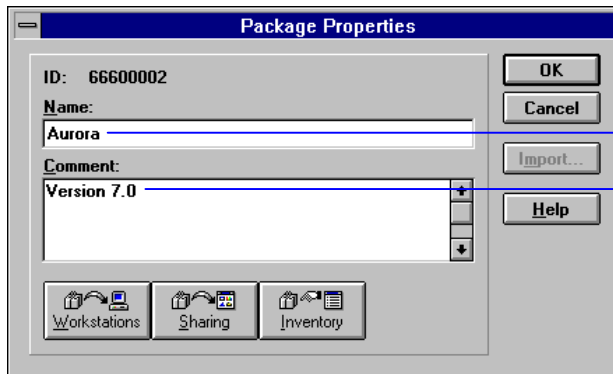 Package Properties
ID: 66600002
Name:
Aurora
Comment:
Version 7.0
Workstations
Sharing
Inventory
OK
Cancel
Import...
Help